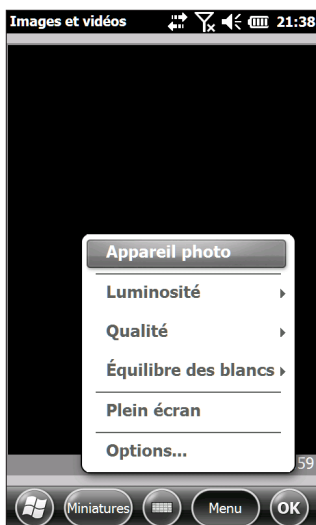 Images et vidéos 21:38
Appareil photo
Luminosité
Qualité
Équilibre des blancs
Plein écran
Options...
59
Miniatures Menu OK